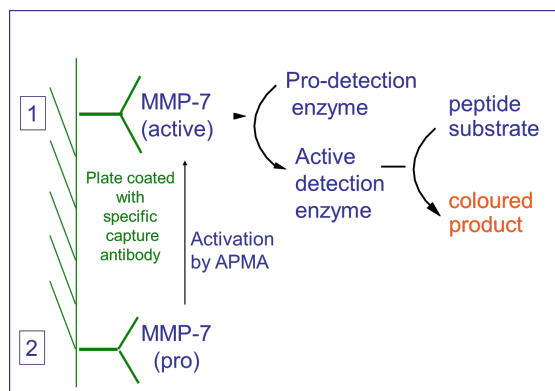 1
MMP-7
(active)
Pro-detection
enzyme
peptide
substrate
Active
detection
enzyme
coloured
product
Plate coated
with
specific
capture
antibody
Activation
by APMA
2
MMP-7
(pro)